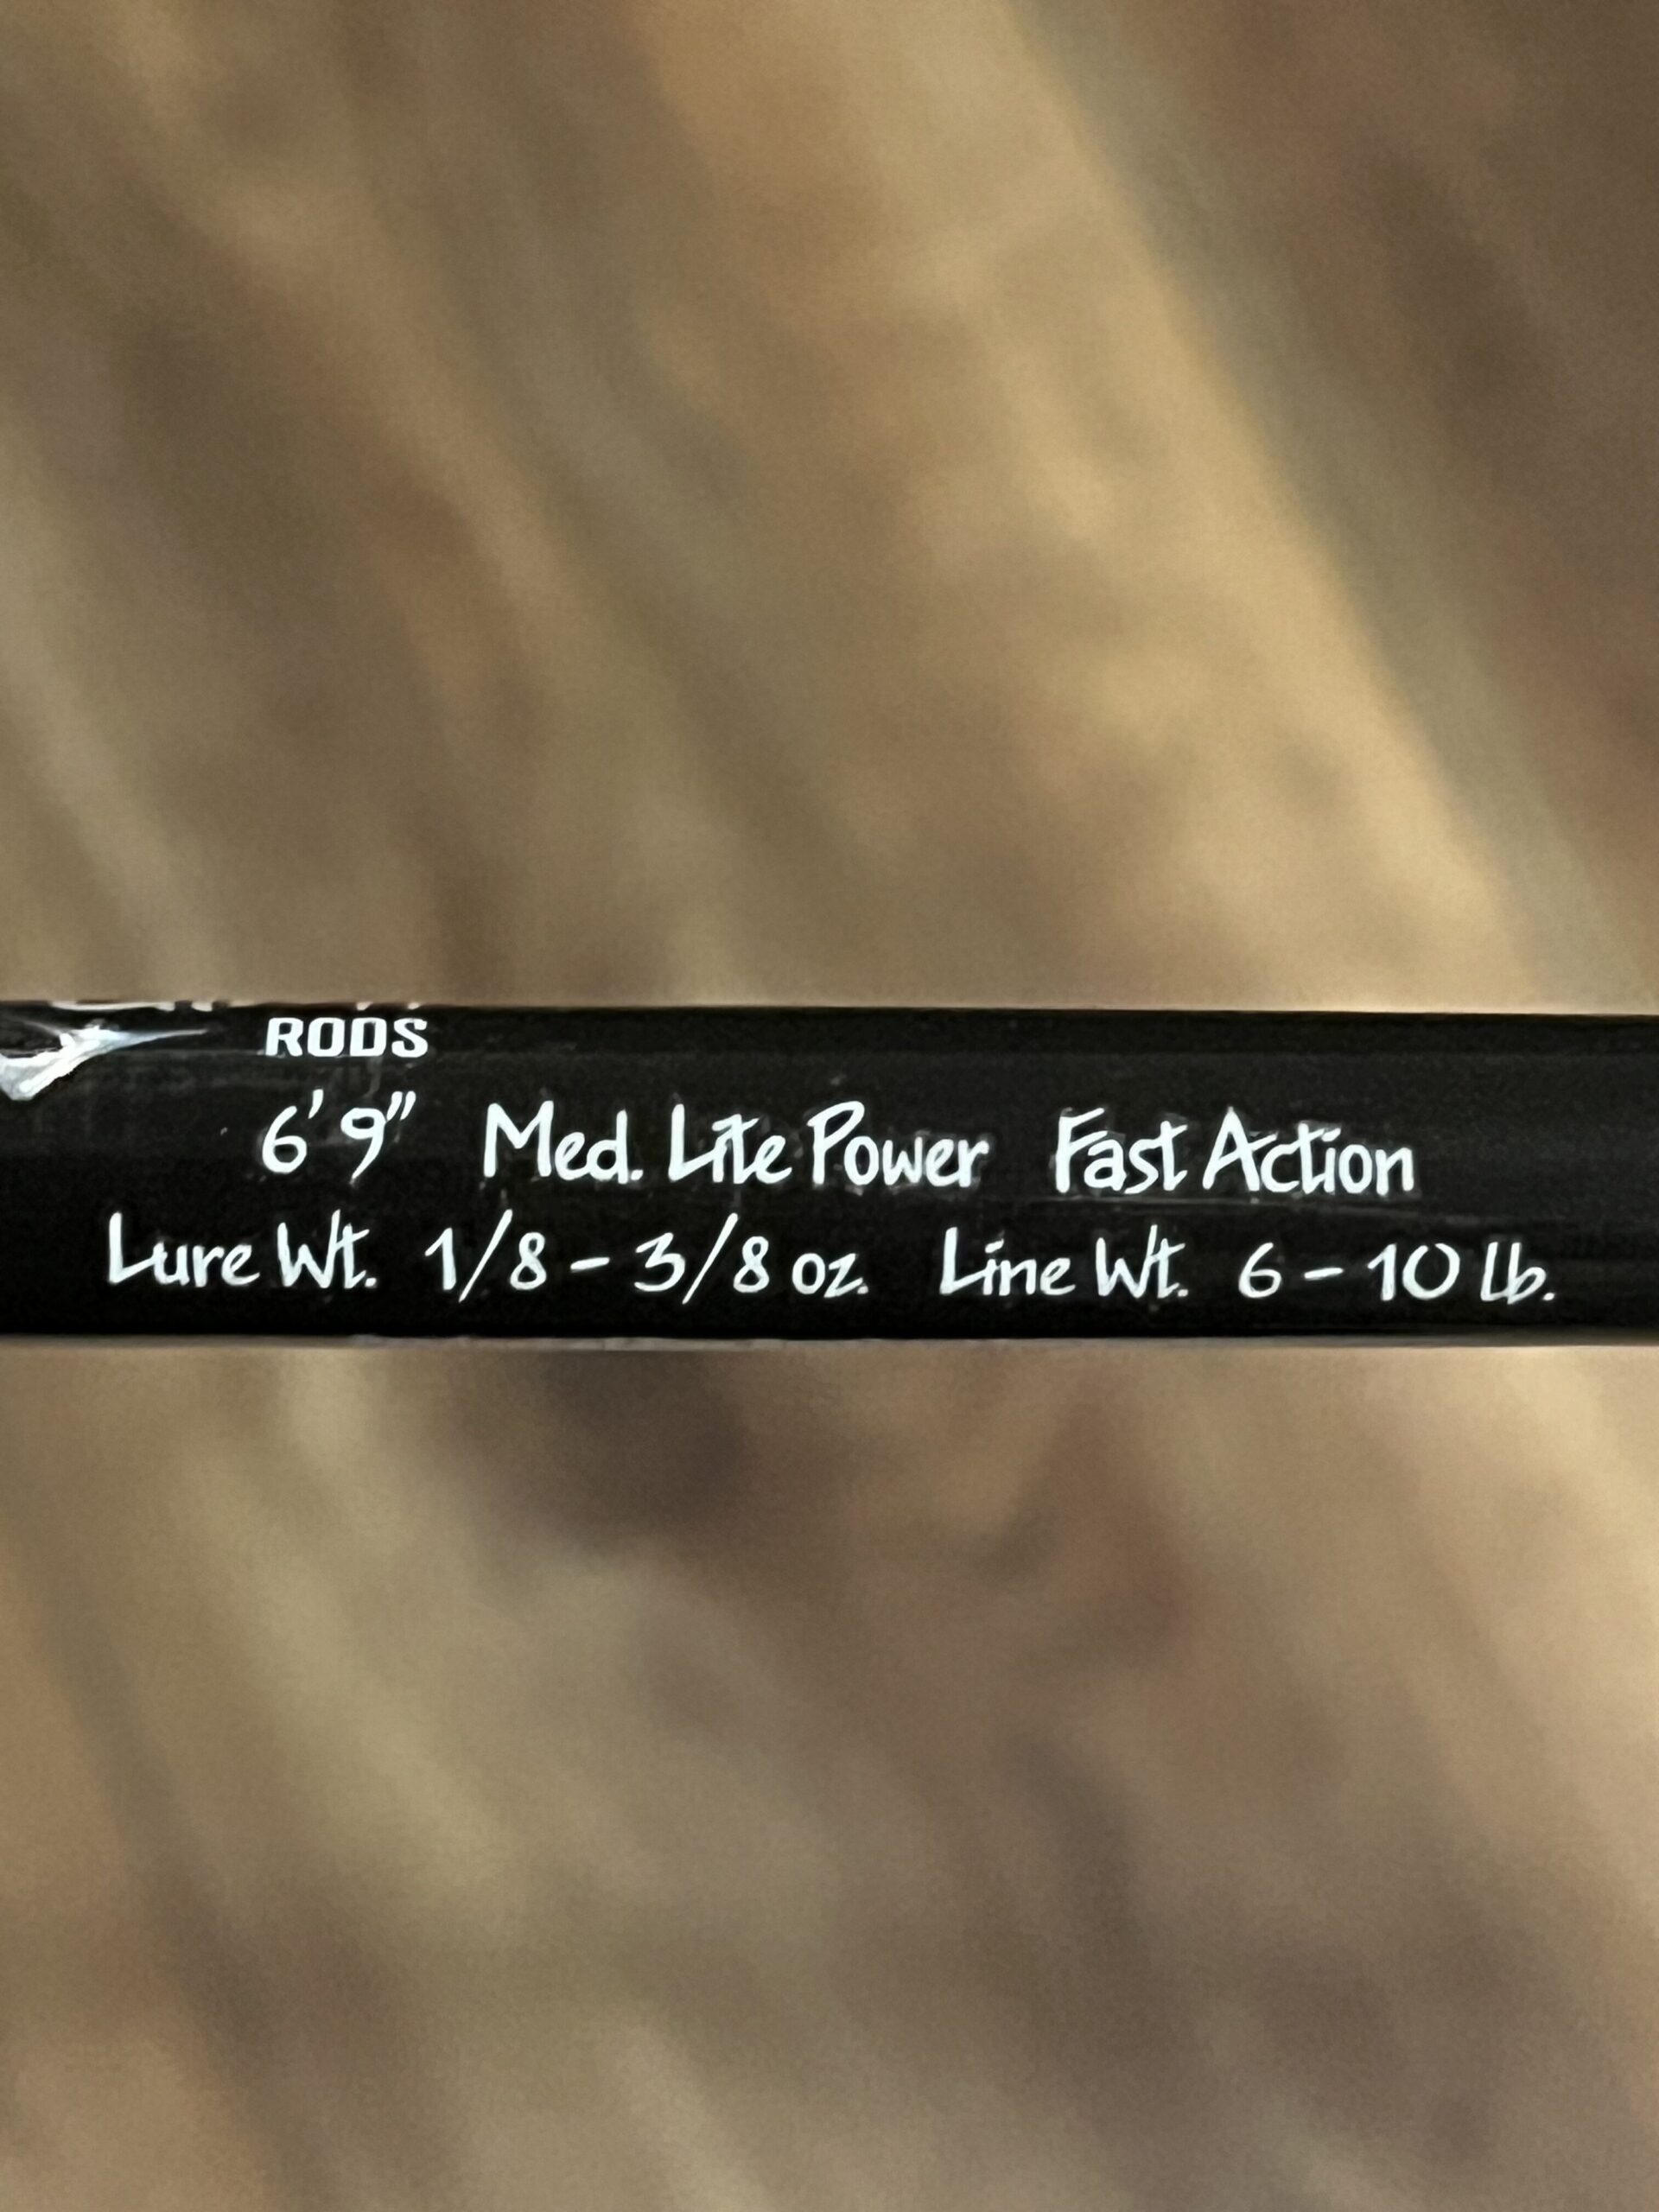 RODS
6'9" Med. Lite Power Fast Action
Lure Wt. 1/8 - 3/8 oz. Line Wt. 6 - 10 lb.